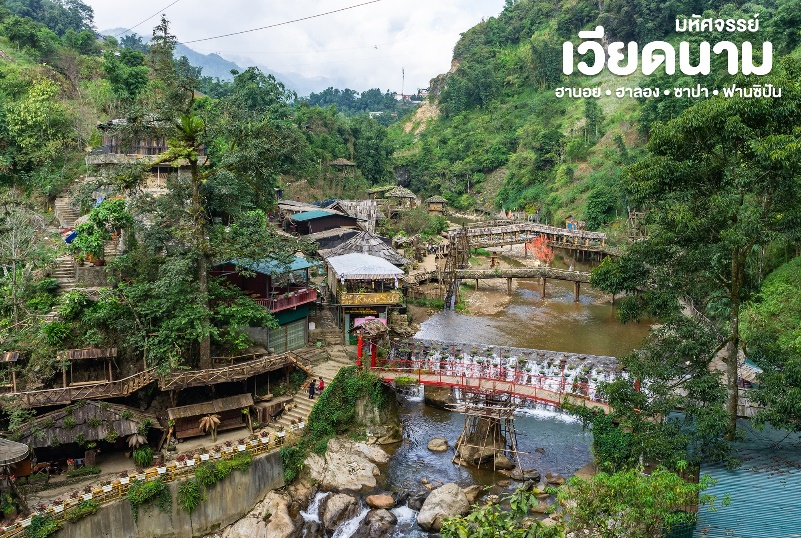 มหัศจรรย์
เวียดนาม
ฮานอย • ฮาลอง • ซาปา • ฟานซิปัน